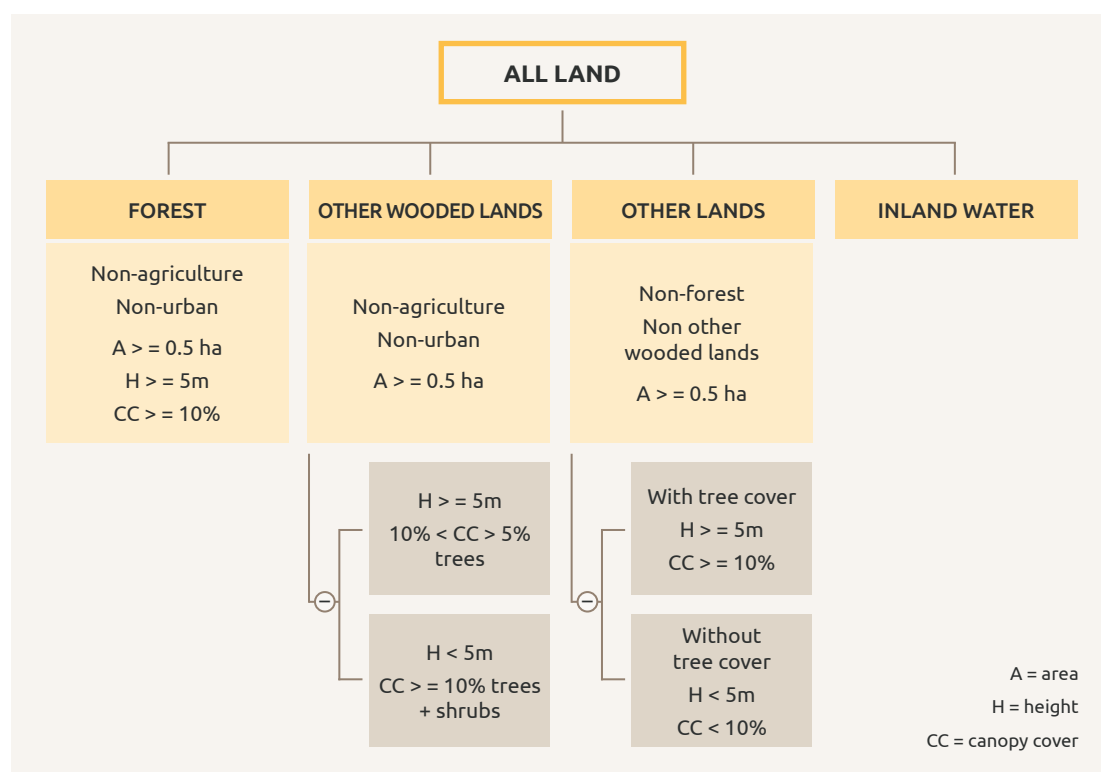 ALL LAND
FOREST
Non-agriculture
Non-urban
A > = 0.5 ha
H > = 5m
CC > = 10%
OTHER WOODED LANDS
Non-agriculture
Non-urban
A > = 0.5 ha
H > = 5m
10% < CC > 5%
trees
H < 5m
CC > = 10% trees
+ shrubs
OTHER LANDS
Non-forest
Non other
wooded lands
A > = 0.5 ha
With tree cover
H > = 5m
CC > = 10%
Without
tree cover
H < 5m
CC < 10%
INLAND WATER
A = area
H = height
CC = canopy cover